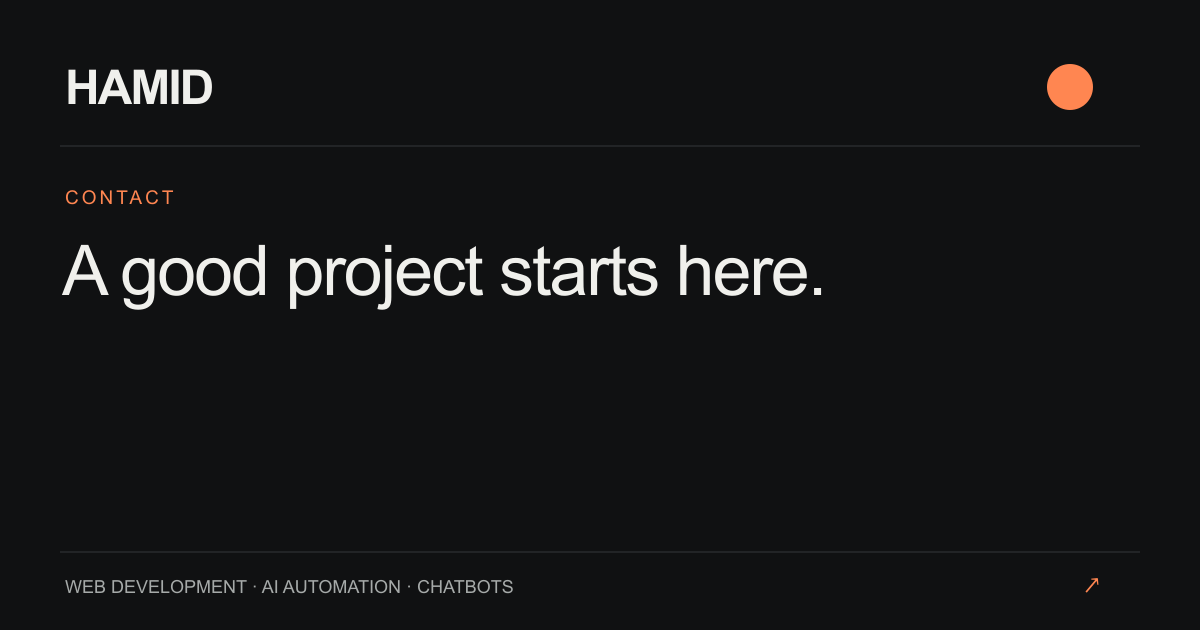 HAMID
CONTACT
A good project starts here.
WEB DEVELOPMENT · AI AUTOMATION · CHATBOTS ↗